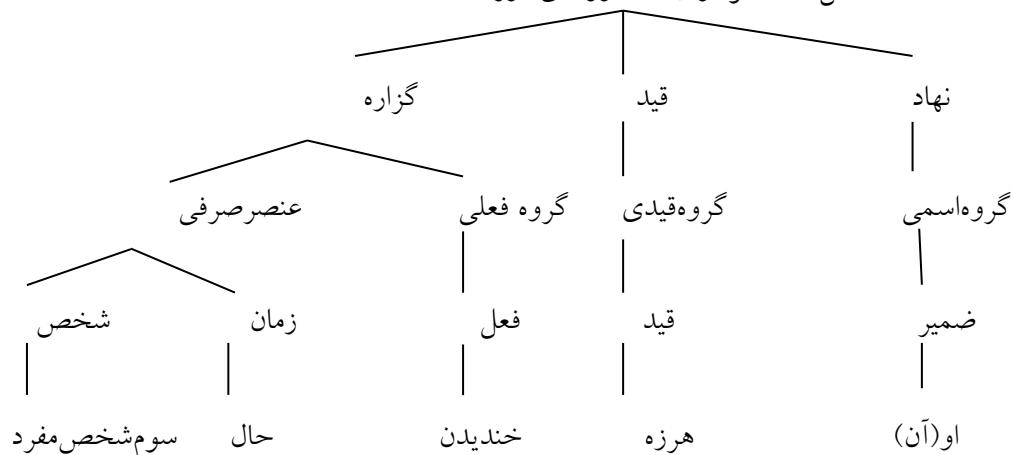 نهاد قید گزاره
گروه‌اسمی گروه‌قیدی گروه فعلی عنصرصرفی
ضمیر قید فعل زمان شخص
او(آن) هرزه خندیدن حال سوم‌شخص‌مفرد